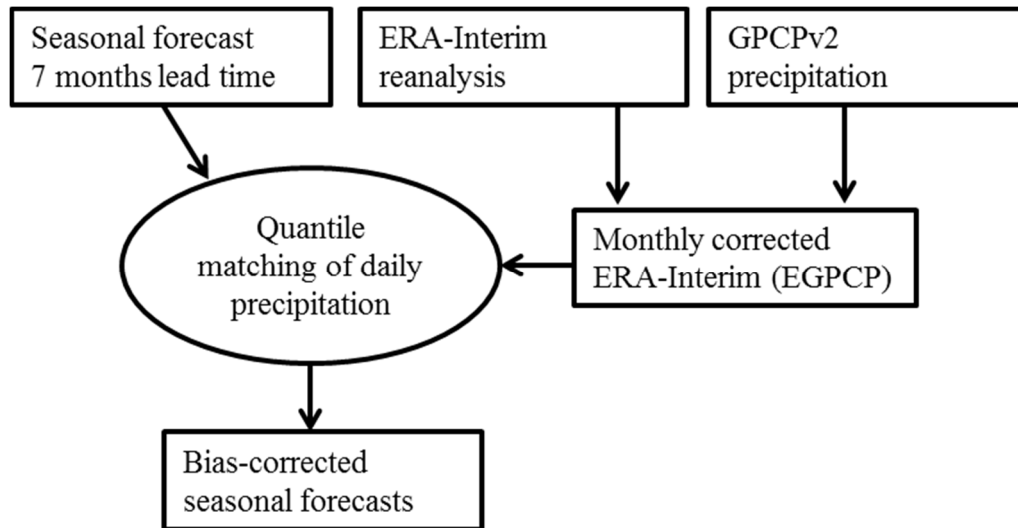 Seasonal forecast
7 months lead time
ERA-Interim
reanalysis
GPCPv2
precipitation
Quantile
matching of daily
precipitation
Monthly corrected
ERA-Interim (EGPCP)
Bias-corrected
seasonal forecasts